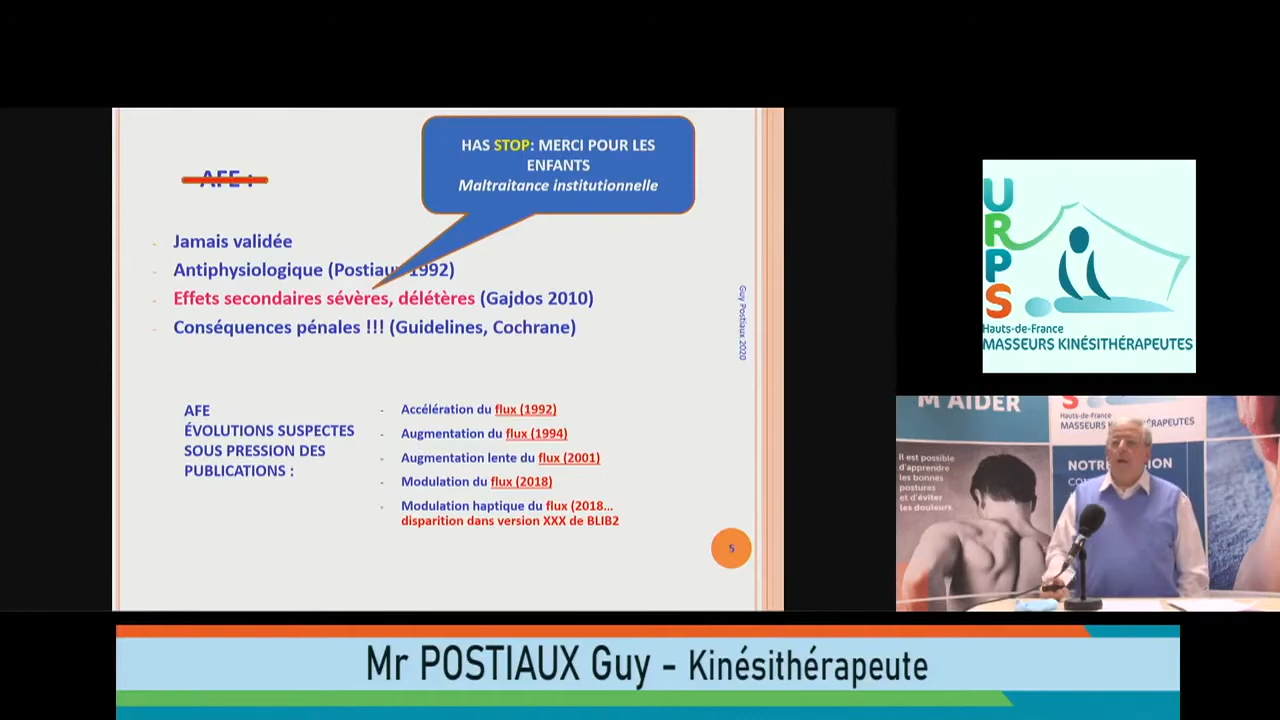 HAS STOP: MERCI POUR LES
ENFANTS
Maltraitance institutionnelle
AFE :
- Jamais validée
- Antiphysiologique (Postiaux 1992)
- Effets secondaires sévères, délétères (Gajdos 2010)
- Conséquences pénales !!! (Guidelines, Cochrane)
Guy Postiaux 2020
AFE
ÉVOLUTIONS SUSPECTES
SOUS PRESSION DES
PUBLICATIONS :
- Accélération du flux (1992)
- Augmentation du flux (1994)
- Augmentation lente du flux (2001)
- Modulation du flux (2018)
- Modulation haptique du flux (2018...
disparition dans version XXX de BLIB2
5
URPS
Hauts-de-France
MASSEURS KINÉSITHÉRAPEUTES
M'AIDER
Il est possible
d'apprendre
les bonnes
postures
et d'éviter
les douleurs.
S
Hauts-de-France
MASSEURS KINÉSITHÉRAPEUTES
Mr POSTIAUX Guy - Kinésithérapeute